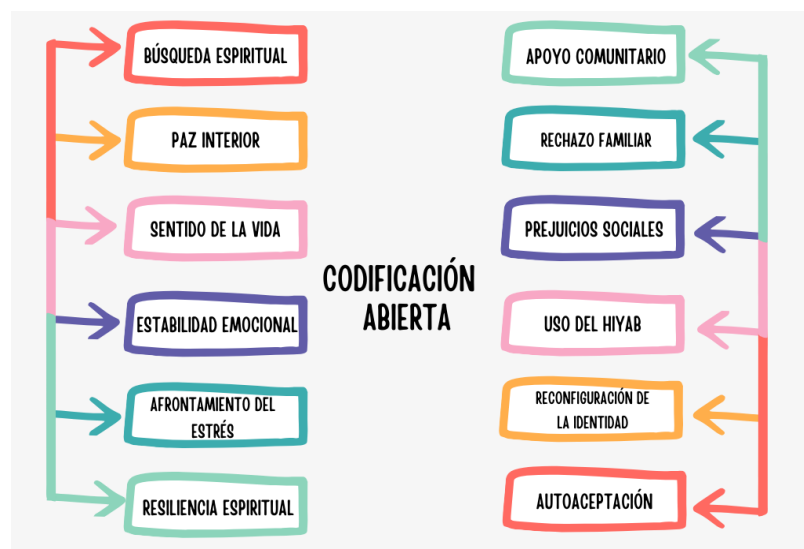 BÚSQUEDA ESPIRITUAL
PAZ INTERIOR
SENTIDO DE LA VIDA
ESTABILIDAD EMOCIONAL
AFRONTAMIENTO DEL
ESTRÉS
RESILIENCIA ESPIRITUAL
CODIFICACIÓN
ABIERTA
APOYO COMUNITARIO
RECHAZO FAMILIAR
PREJUICIOS SOCIALES
USO DEL HIYAB
RECONFIGURACIÓN DE
LA IDENTIDAD
AUTOACEPTACIÓN